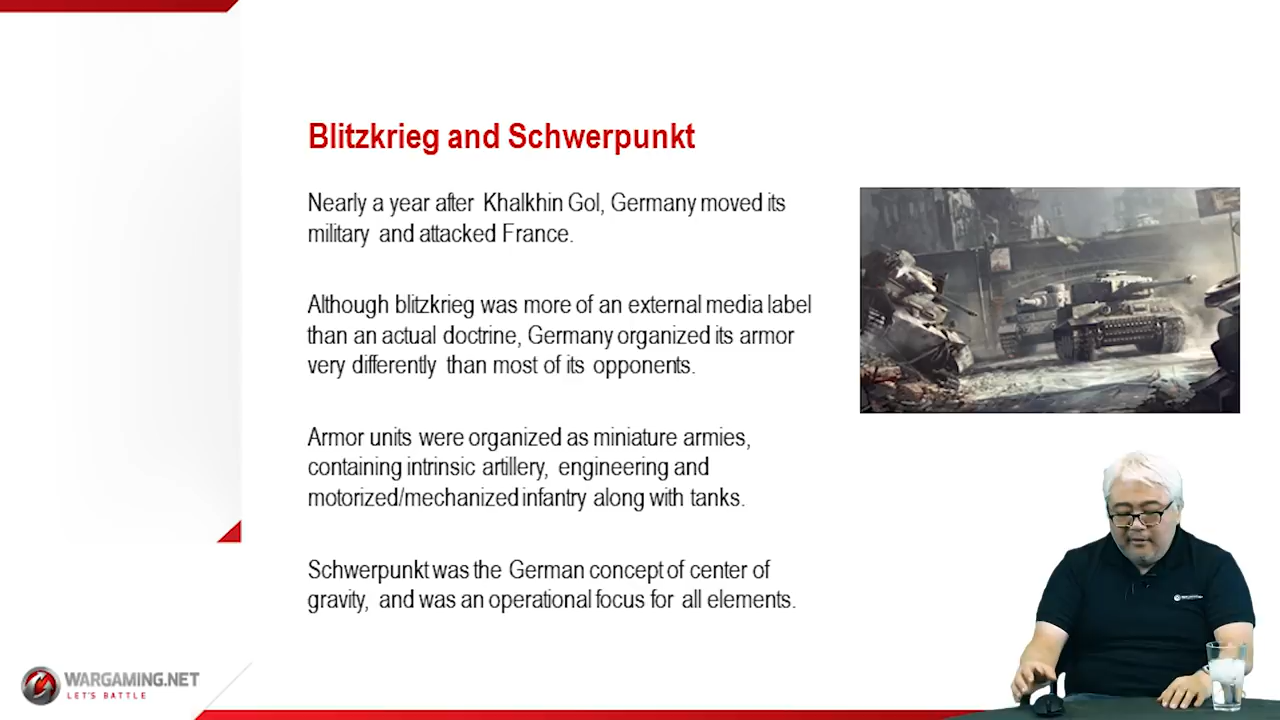 Blitzkrieg and Schwerpunkt
Nearly a year after Khalkhin Gol, Germany moved its
military and attacked France.
Although blitzkrieg was more of an external media label
than an actual doctrine, Germany organized its armor
very differently than most of its opponents.
Armor units were organized as miniature armies,
containing intrinsic artillery, engineering and
motorized/mechanized infantry along with tanks.
Schwerpunkt was the German concept of center of
gravity, and was an operational focus for all elements.
WARGAMING.NET
LET'S BATTLE